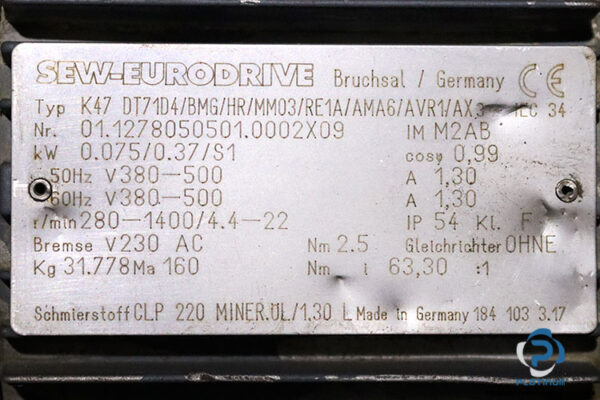 SEW-EURODRIVE Bruchsal / Germany CE
Typ K47 DT71D4/BMG/HR/MM03/RE1A/AMA6/AVR1/AX3 IEC 34
Nr. 01.1278050501.0002X09 IM M2AB
kW 0.075/0.37/S1 cosφ 0,99
50Hz V380-500 A 1,30
60Hz V380-500 A 1,30
r/min 280-1400/4.4-22 IP 54 Kl. F
Bremse V230 AC Nm 2.5 Gleichrichter OHNE
Kg 31.778 Ma 160 Nm i 63,30 :1
Schmierstoff CLP 220 MINER.ÖL/1,30 L Made in Germany 184 103 3.17
PLATINUM